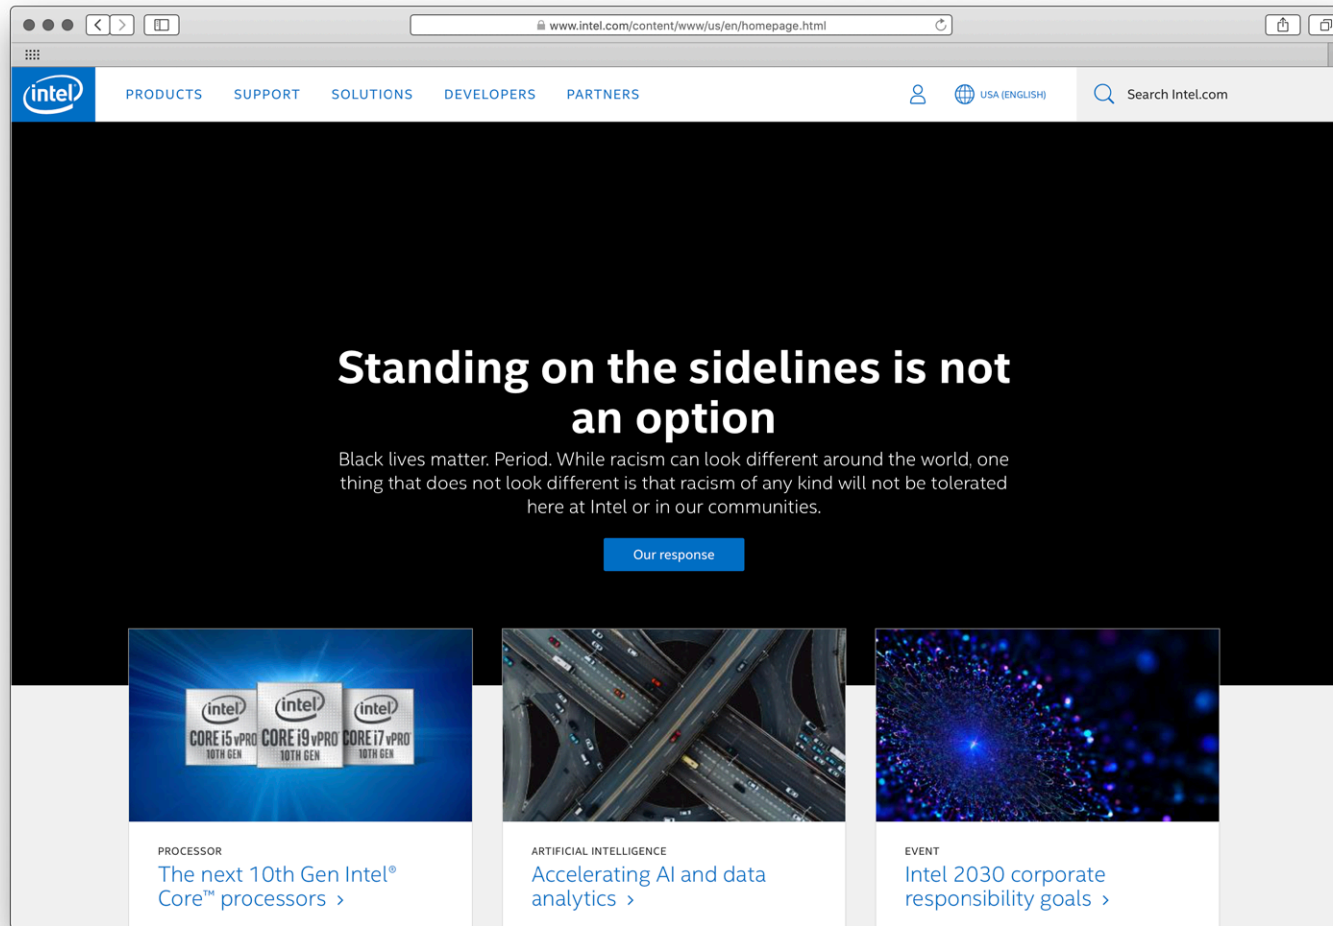 www.intel.com/content/www/us/en/homepage.html
intel
PRODUCTS SUPPORT SOLUTIONS DEVELOPERS PARTNERS
USA (ENGLISH)
Search Intel.com
Standing on the sidelines is not
an option
Black lives matter. Period. While racism can look different around the world, one
thing that does not look different is that racism of any kind will not be tolerated
here at Intel or in our communities.
Our response
intel
CORE i5 vPRO
10TH GEN
intel
CORE i9 vPRO®
10TH GEN
intel
CORE i7 vPRO®
10TH GEN
PROCESSOR
The next 10th Gen Intel®
Core™ processors >
ARTIFICIAL INTELLIGENCE
Accelerating AI and data
analytics >
EVENT
Intel 2030 corporate
responsibility goals >